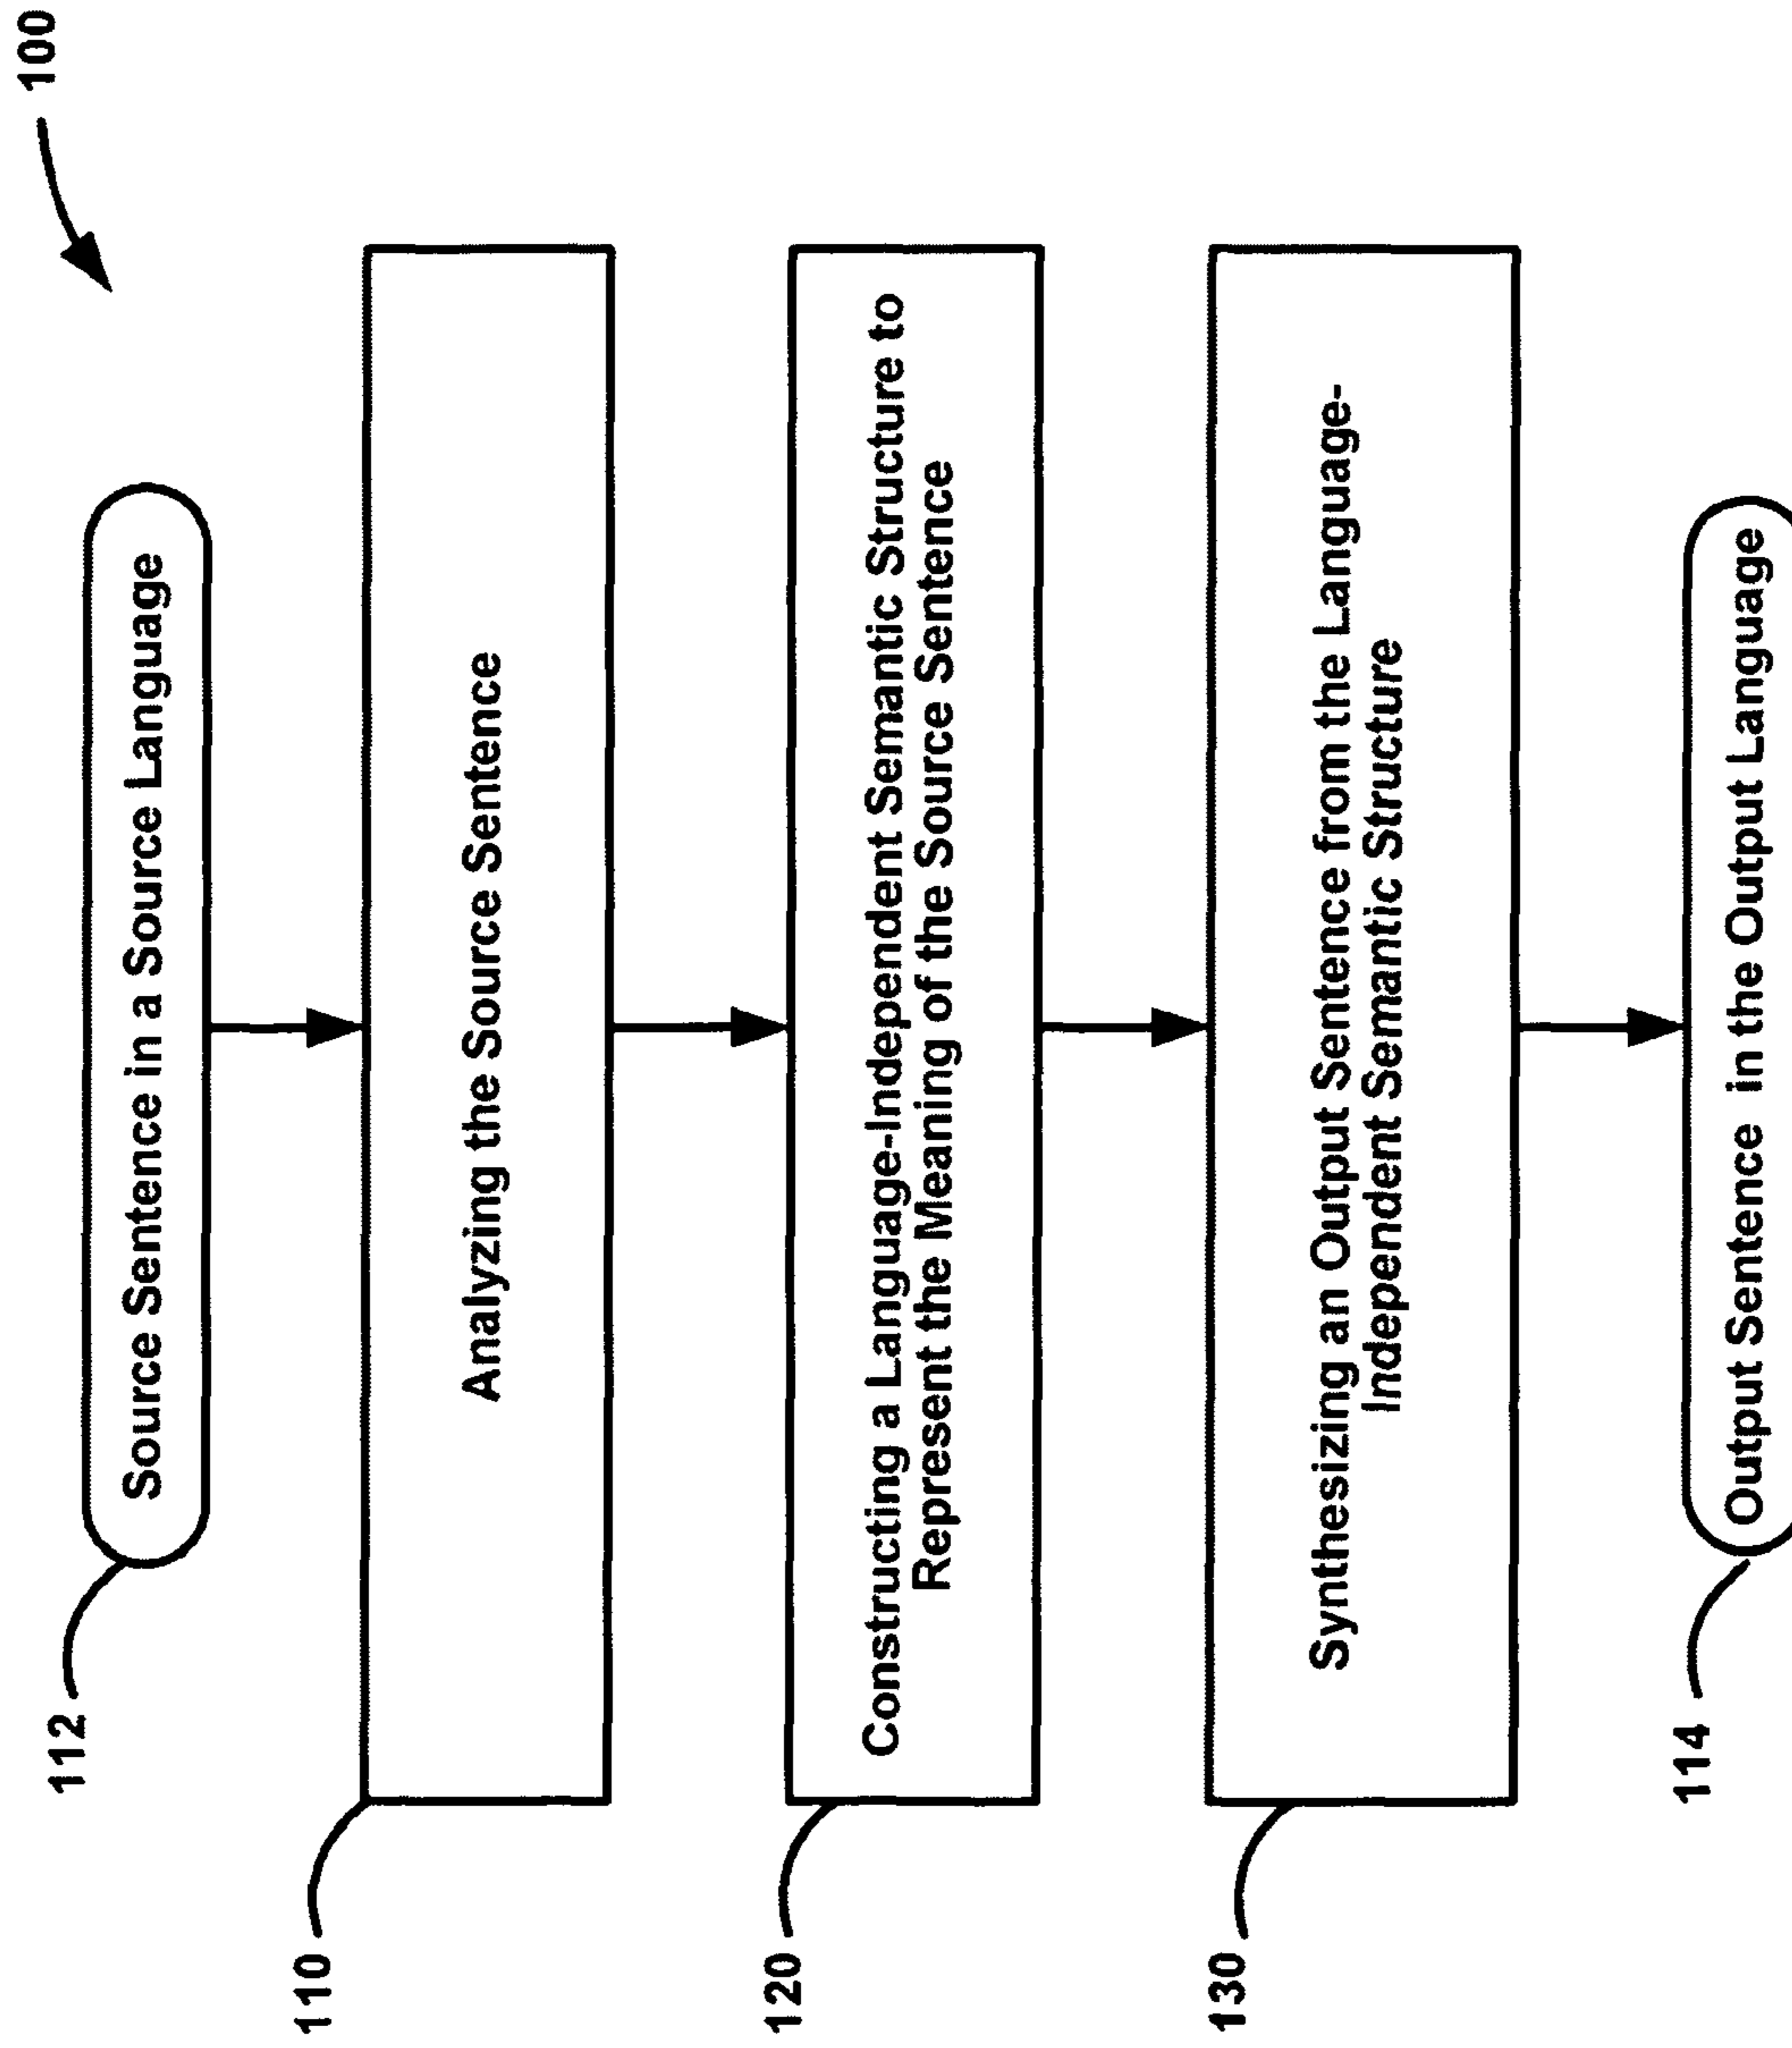 100
112
Source Sentence in a Source Language
110
Analyzing the Source Sentence
120
Constructing a Language-Independent Semantic Structure to
Represent the Meaning of the Source Sentence
130
Synthesizing an Output Sentence from the Language-
Independent Semantic Structure
114
Output Sentence in the Output Language